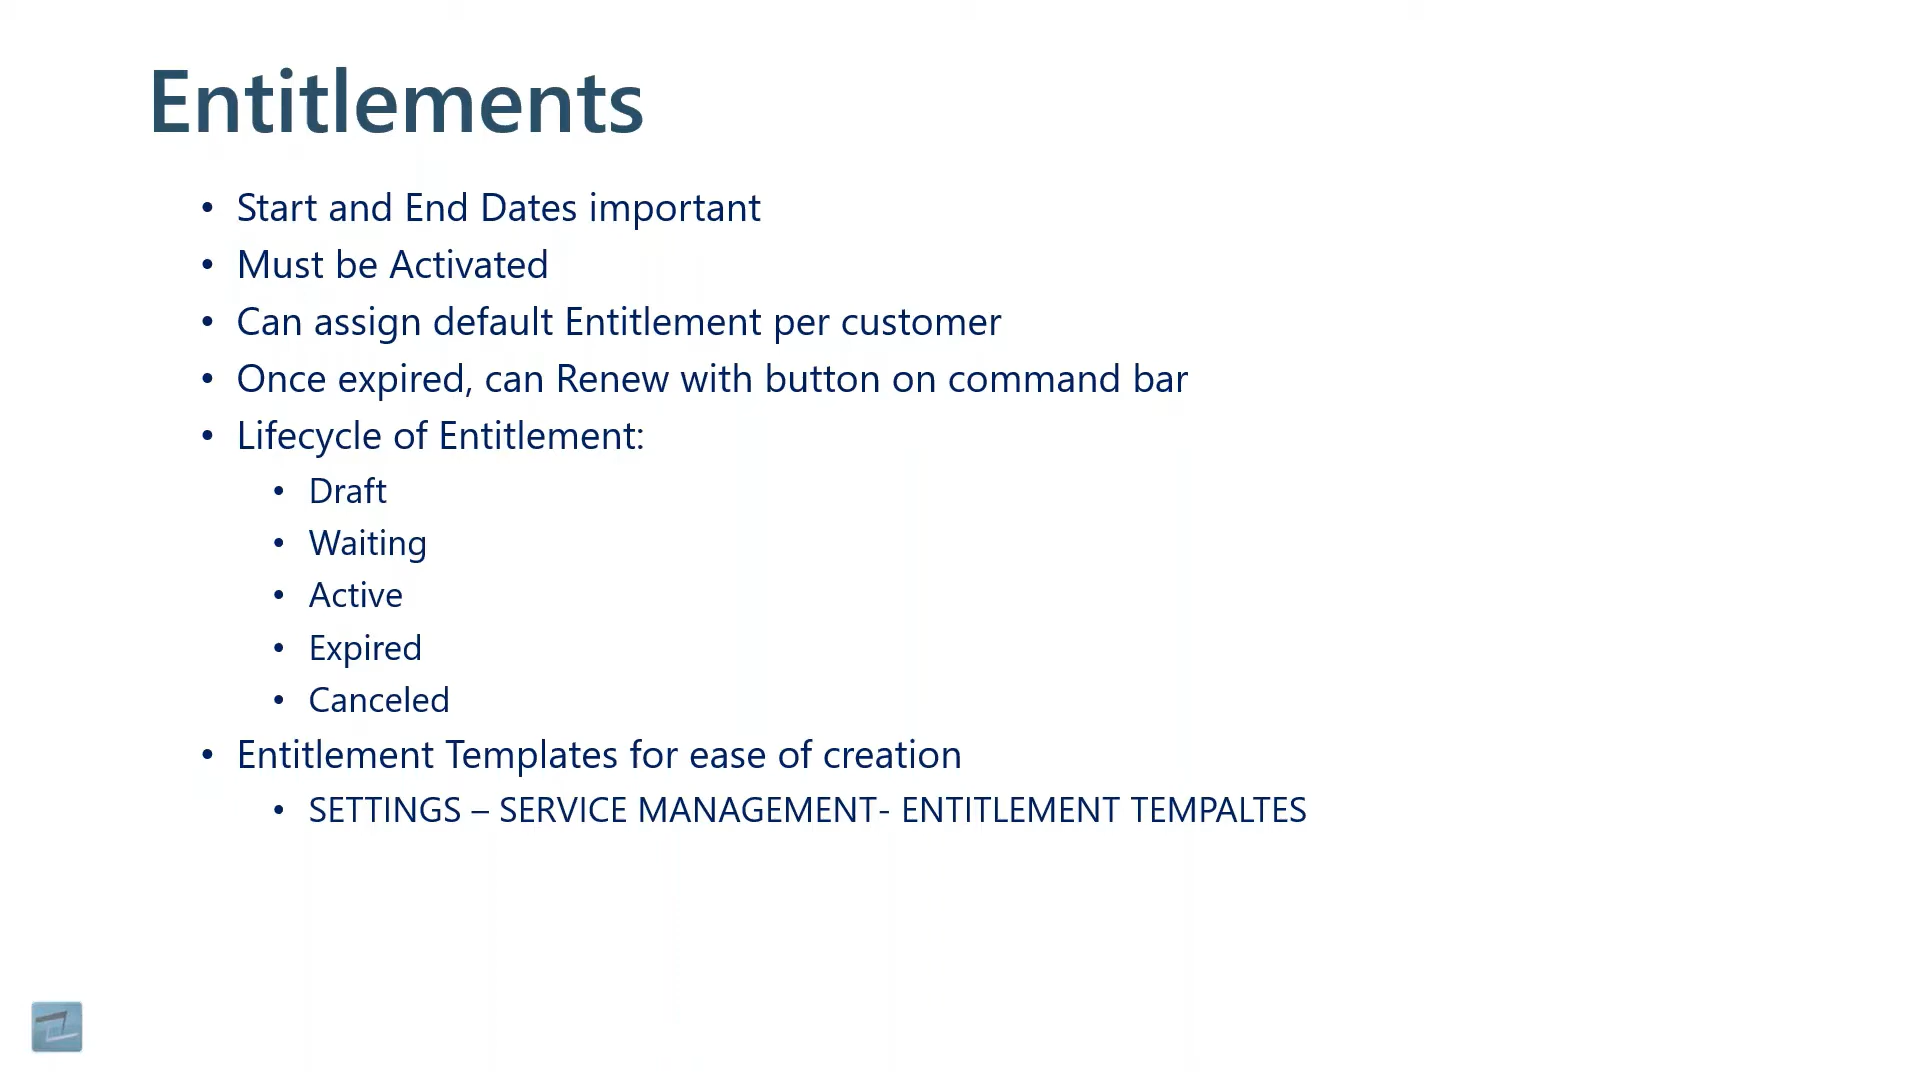 Entitlements
• Start and End Dates important
• Must be Activated
• Can assign default Entitlement per customer
• Once expired, can Renew with button on command bar
• Lifecycle of Entitlement:
• Draft
• Waiting
• Active
• Expired
• Canceled
• Entitlement Templates for ease of creation
• SETTINGS – SERVICE MANAGEMENT- ENTITLEMENT TEMPALTES